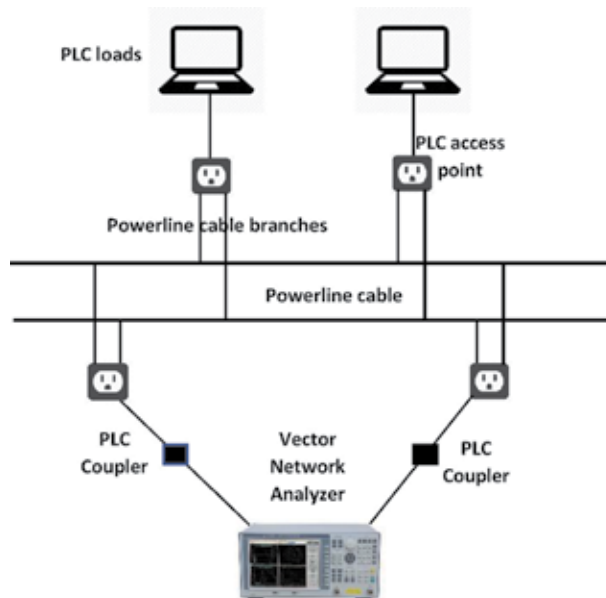 PLC loads
PLC access
point
Powerline cable branches
Powerline cable
PLC
Coupler
Vector
Network
Analyzer
PLC
Coupler